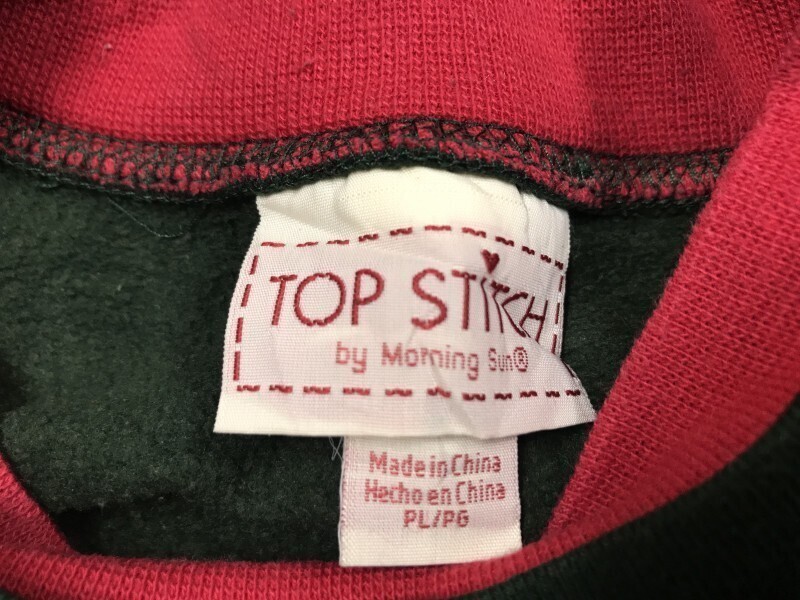 TOP STITCH
by Morning Sun®
Made in China
Hecho en China
PL/PG